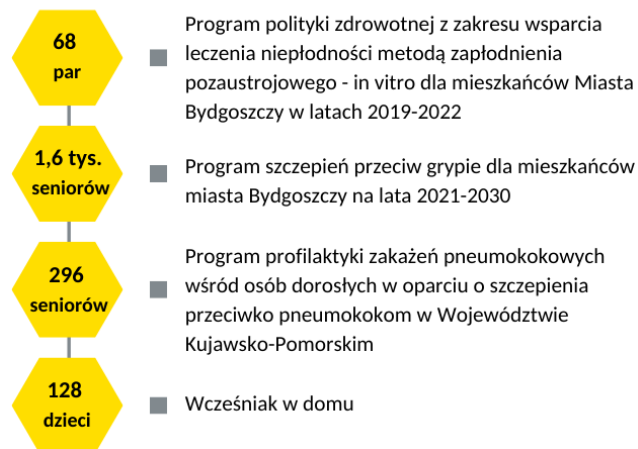 68
par
Program polityki zdrowotnej z zakresu wsparcia
leczenia niepłodności metodą zapłodnienia
pozaustrojowego - in vitro dla mieszkańców Miasta
Bydgoszczy w latach 2019-2022
1,6 tys.
seniorów
Program szczepień przeciw grypie dla mieszkańców
miasta Bydgoszczy na lata 2021-2030
296
seniorów
Program profilaktyki zakażeń pneumokokowych
wśród osób dorosłych w oparciu o szczepienia
przeciwko pneumokokom w Województwie
Kujawsko-Pomorskim
128
dzieci
Wcześniak w domu